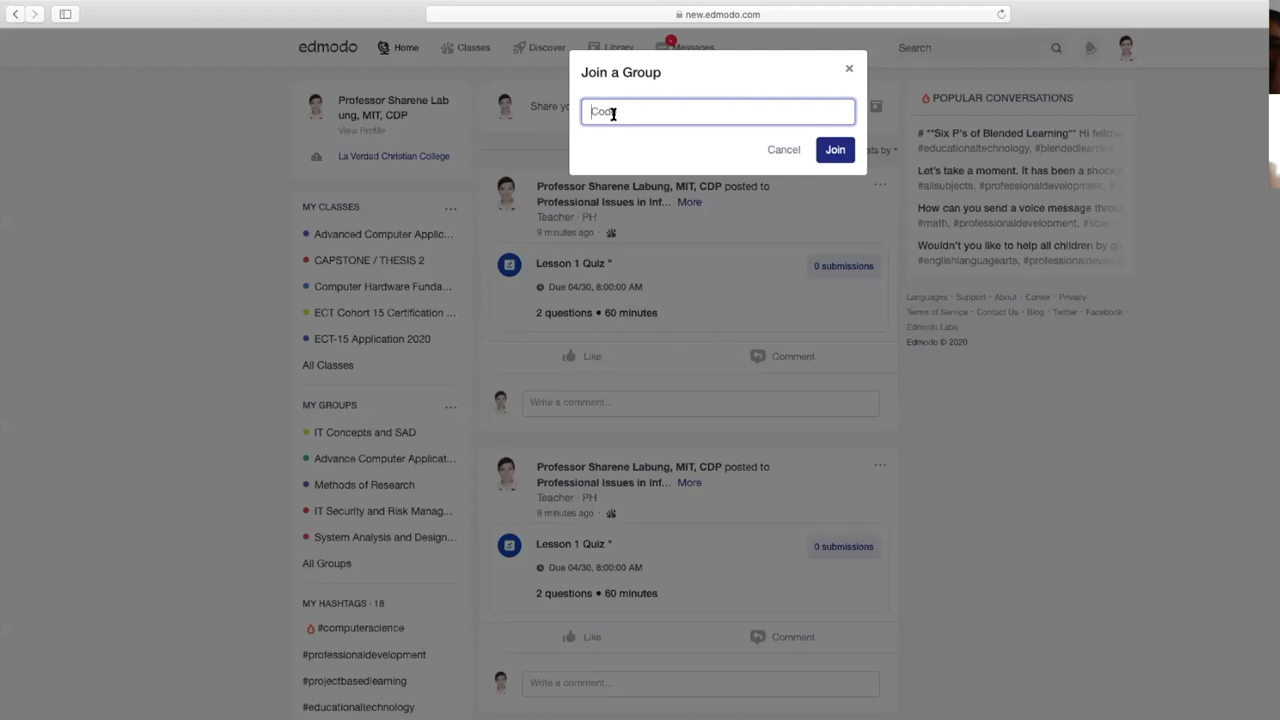 new.edmodo.com
edmodo
Home
Classes
Discover
Library
Messages
Search
Professor Sharene Lab
ung, MIT, CDP
View Profile
La Verdad Christian College
MY CLASSES
...
Advanced Computer Applic...
CAPSTONE / THESIS 2
Computer Hardware Funda...
ECT Cohort 15 Certification ...
ECT-15 Application 2020
All Classes
MY GROUPS
...
IT Concepts and SAD
Advance Computer Applicat...
Methods of Research
IT Security and Risk Manag...
System Analysis and Design...
All Groups
MY HASHTAGS · 18
#computerscience
#professionaldevelopment
#projectbasedlearning
#educationaltechnology
Join a Group
×
Code
Cancel
Join
Share
Professor Sharene Labung, MIT, CDP posted to
Professional Issues in Inf... More
Teacher · PH
9 minutes ago ·
Lesson 1 Quiz *
0 submissions
Due 04/30, 8:00:00 AM
2 questions • 60 minutes
Like
Comment
Write a comment...
Professor Sharene Labung, MIT, CDP posted to
Professional Issues in Inf... More
Teacher · PH
9 minutes ago ·
Lesson 1 Quiz *
0 submissions
Due 04/30, 8:00:00 AM
2 questions • 60 minutes
Like
Comment
Write a comment...
POPULAR CONVERSATIONS
# **Six P's of Blended Learning** Hi fellow
#educationaltechnology, #blendedlearning
Let's take a moment. It has been a shocki
#allsubjects, #professionaldevelopment,
How can you send a voice message throu
#math, #professionaldevelopment,
Wouldn't you like to help all children by
#englishlanguagearts,
Languages · Support · About · Career · Privacy
Terms of Service · Contact Us · Blog · Twitter · Facebook ·
Edmodo Labs
Edmodo © 2020